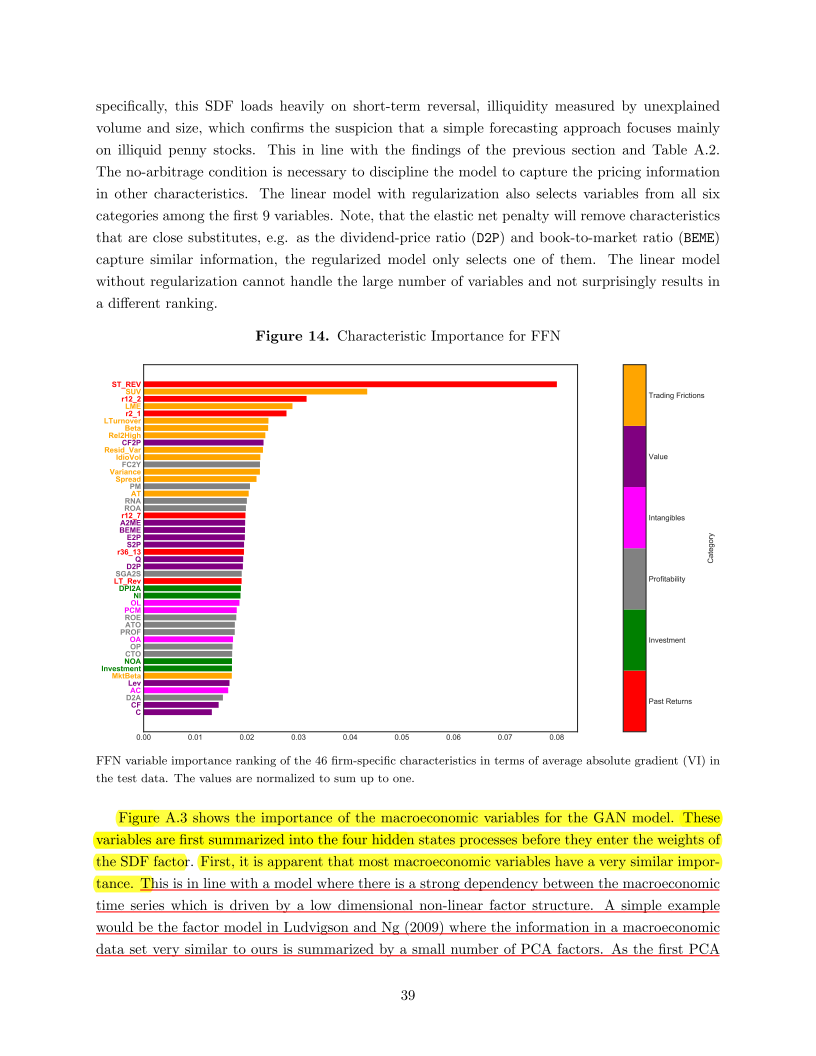 specifically, this SDF loads heavily on short-term reversal, illiquidity measured by unexplained
volume and size, which confirms the suspicion that a simple forecasting approach focuses mainly
on illiquid penny stocks. This in line with the findings of the previous section and Table A.2.
The no-arbitrage condition is necessary to discipline the model to capture the pricing information
in other characteristics. The linear model with regularization also selects variables from all six
categories among the first 9 variables. Note, that the elastic net penalty will remove characteristics
that are close substitutes, e.g. as the dividend-price ratio (D2P) and book-to-market ratio (BEME)
capture similar information, the regularized model only selects one of them. The linear model
without regularization cannot handle the large number of variables and not surprisingly results in
a different ranking.
Figure 14. Characteristic Importance for FFN
ST_REV
SUV
r12_2
LME
r2_1
LTurnover
Beta
Rel2High
CF2P
Resid_Var
IdioVol
FC2Y
Variance
Spread
PM
AT
RNA
ROA
r12_7
A2ME
BEME
E2P
S2P
r36_13
Q
D2P
SGA2S
LT_Rev
DPI2A
NI
OL
PCM
ROE
ATO
PROF
OA
OP
CTO
NOA
Investment
MktBeta
Lev
AC
D2A
CF
C
0.00 0.01 0.02 0.03 0.04 0.05 0.06 0.07 0.08
Trading Frictions
Value
Intangibles
Profitability
Investment
Past Returns
Category
FFN variable importance ranking of the 46 firm-specific characteristics in terms of average absolute gradient (VI) in
the test data. The values are normalized to sum up to one.
Figure A.3 shows the importance of the macroeconomic variables for the GAN model. These
variables are first summarized into the four hidden states processes before they enter the weights of
the SDF factor. First, it is apparent that most macroeconomic variables have a very similar impor-
tance. This is in line with a model where there is a strong dependency between the macroeconomic
time series which is driven by a low dimensional non-linear factor structure. A simple example
would be the factor model in Ludvigson and Ng (2009) where the information in a macroeconomic
data set very similar to ours is summarized by a small number of PCA factors. As the first PCA
39